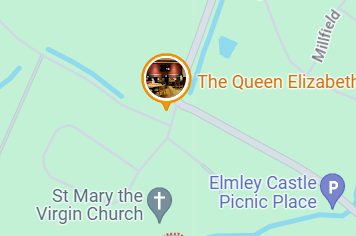 Millfield
The Queen Elizabeth
St Mary the
Virgin Church
Elmley Castle
Picnic Place
P